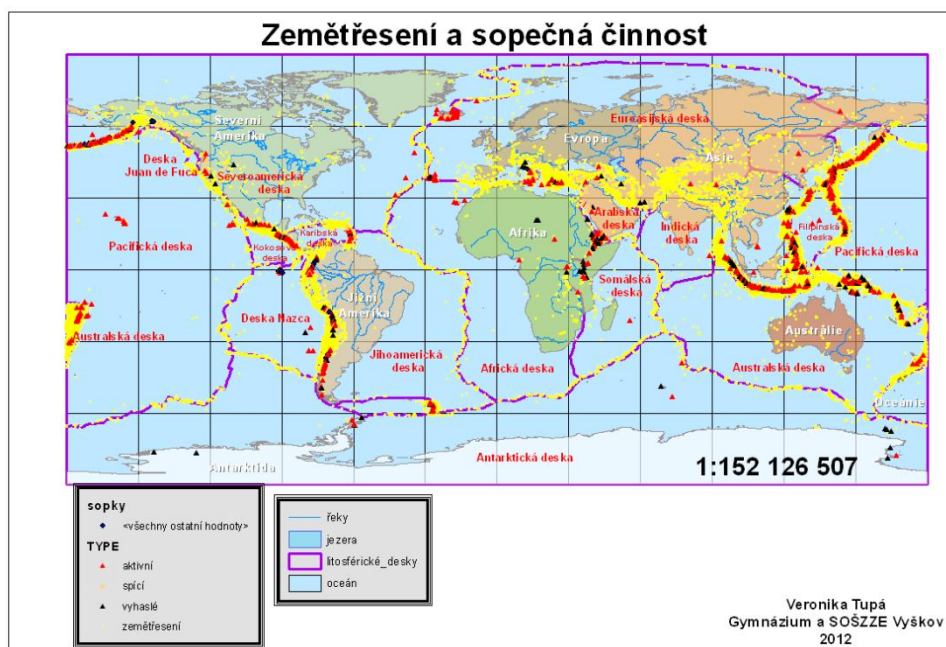 Zemětřesení a sopečná činnost
Severní
Amerika
Evropa
Euroasijská deska
Asie
Deska
Juan de Fuca
Severoamerická
deska
Arabská
deska
Indická
deska
Filipínská
deska
Afrika
Karibská
deska
Kokosová
deska
Pacifická deska
Pacifická deska
Somálská
deska
Jižní
Amerika
Deska Nazca
Austrálie
Australská deska
Jihoamerická
deska
Africká deska
Australská deska
Oceánie
Antarktida
Antarktická deska
1:152 126 507
sopky
<všechny ostatní hodnoty>
TYPE
aktivní
spící
vyhaslé
zemětřesení
řeky
jezera
litosférické_desky
oceán
Veronika Tupá
Gymnázium a SOŠZZE Vyškov
2012